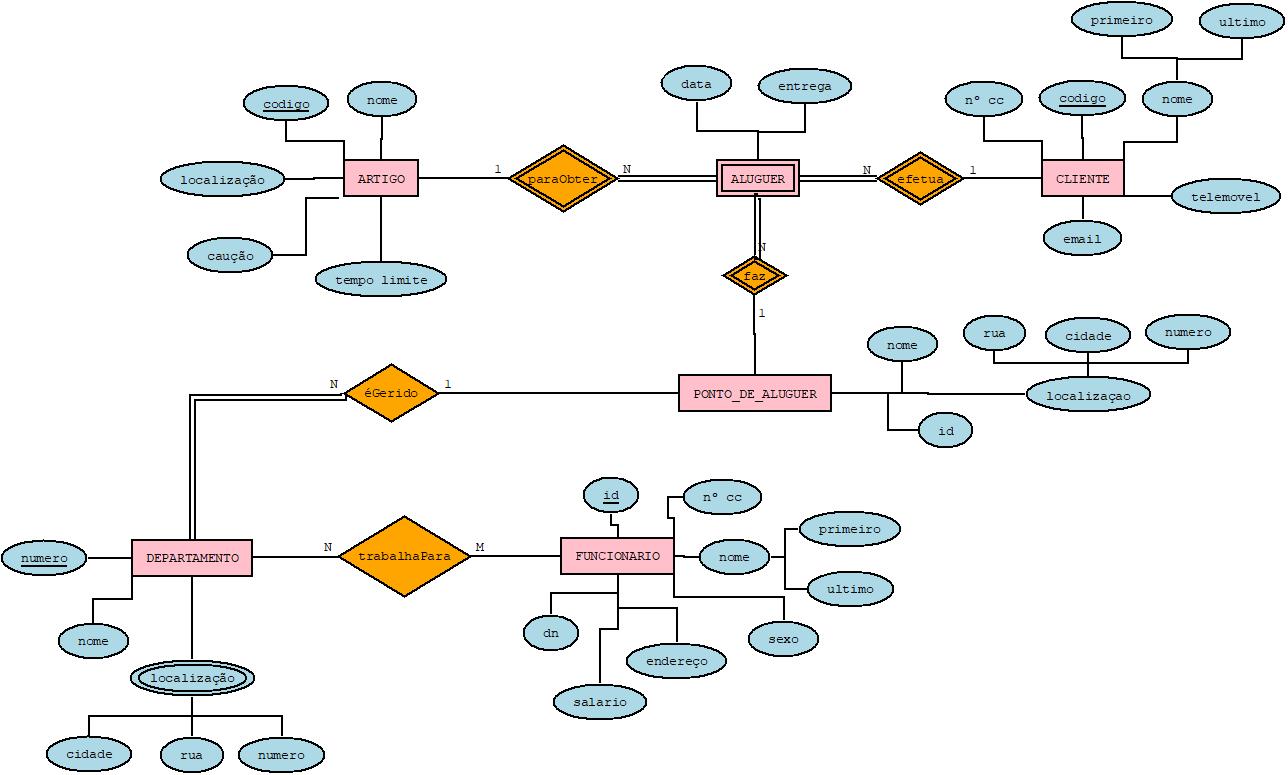 primeiro
ultimo
codigo
nome
data
entrega
nº cc
codigo
nome
localização
ARTIGO
1
paraObter
N
ALUGUER
N
efetua
1
CLIENTE
telemovel
caução
tempo limite
email
N
faz
1
nome
rua
cidade
numero
N
éGerido
1
PONTO_DE_ALUGUER
localizaçao
id
id
nº cc
numero
DEPARTAMENTO
N
trabalhaPara
M
FUNCIONARIO
nome
primeiro
ultimo
nome
dn
endereço
sexo
localização
salario
cidade
rua
numero